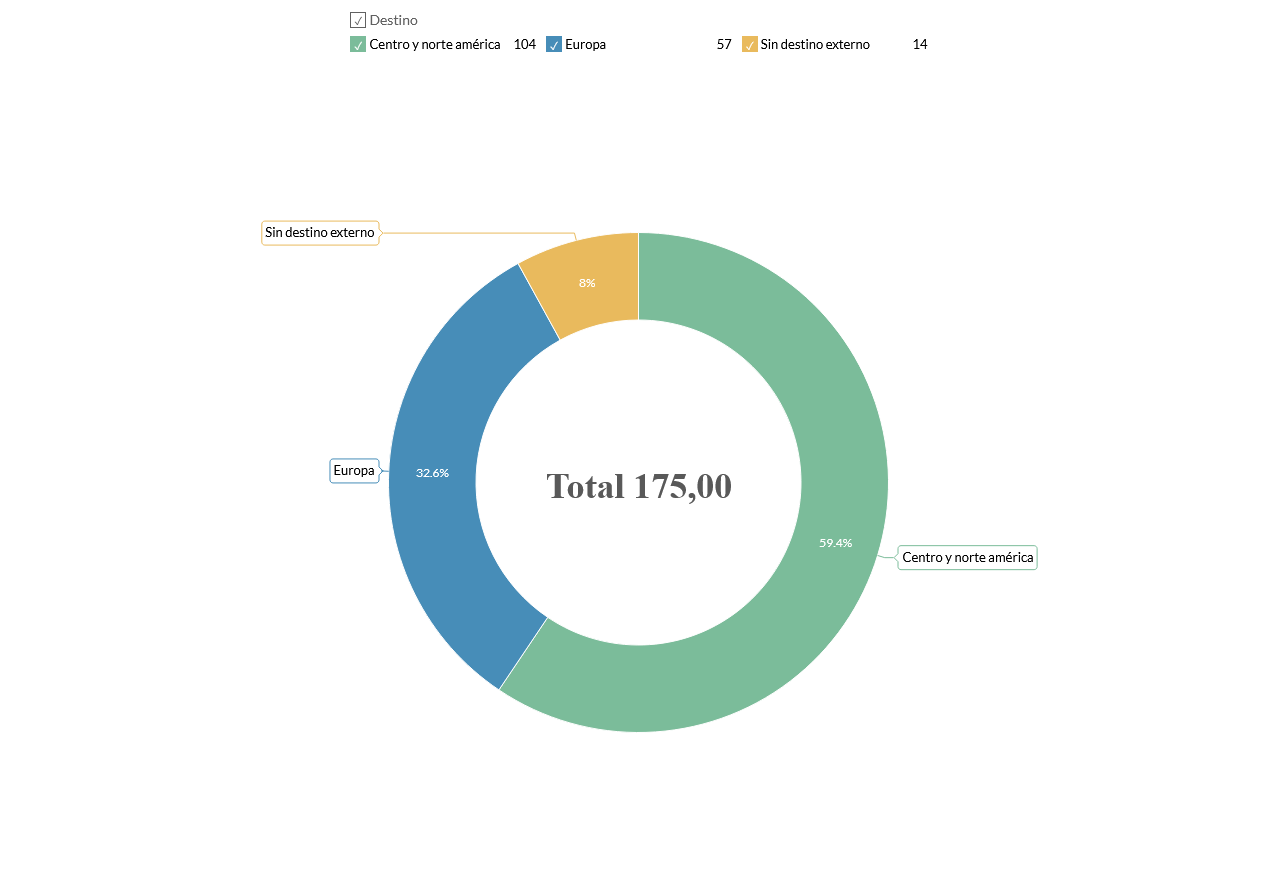 Destino
Centro y norte américa 104 Europa 57 Sin destino externo 14
Sin destino externo
8%
Europa
32.6%
Total 175,00
59.4%
Centro y norte américa